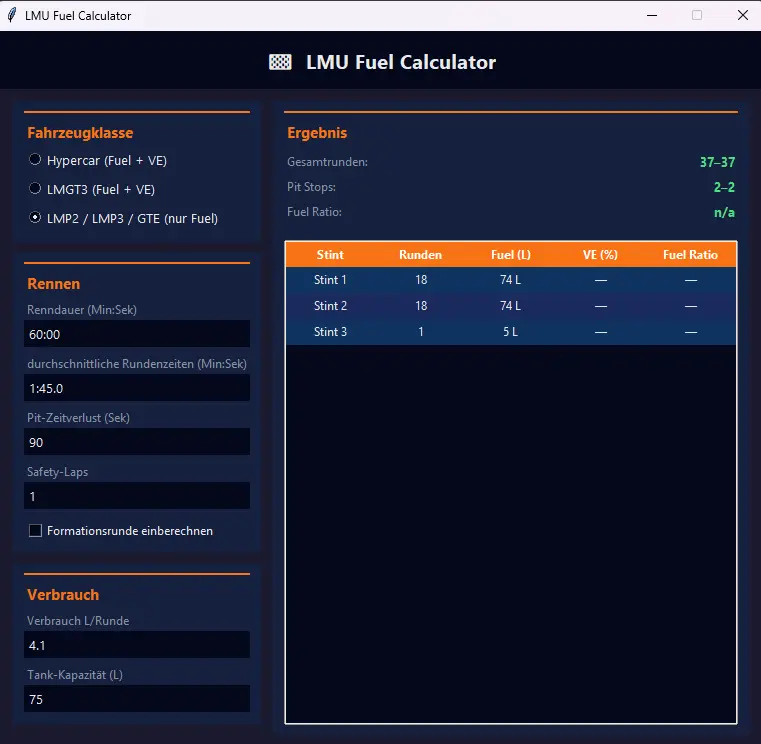 LMU Fuel Calculator
LMU Fuel Calculator
Fahrzeugklasse
Hypercar (Fuel + VE)
LMGT3 (Fuel + VE)
LMP2 / LMP3 / GTE (nur Fuel)
Rennen
Renndauer (Min:Sek)
60:00
durchschnittliche Rundenzeiten (Min:Sek)
1:45.0
Pit-Zeitverlust (Sek)
90
Safety-Laps
1
Formationsrunde einberechnen
Verbrauch
Verbrauch L/Runde
4.1
Tank-Kapazität (L)
75
Ergebnis
Gesamtrunden: 37–37
Pit Stops: 2–2
Fuel Ratio: n/a
Stint Runden Fuel (L) VE (%) Fuel Ratio
Stint 1 18 74 L — —
Stint 2 18 74 L — —
Stint 3 1 5 L — —